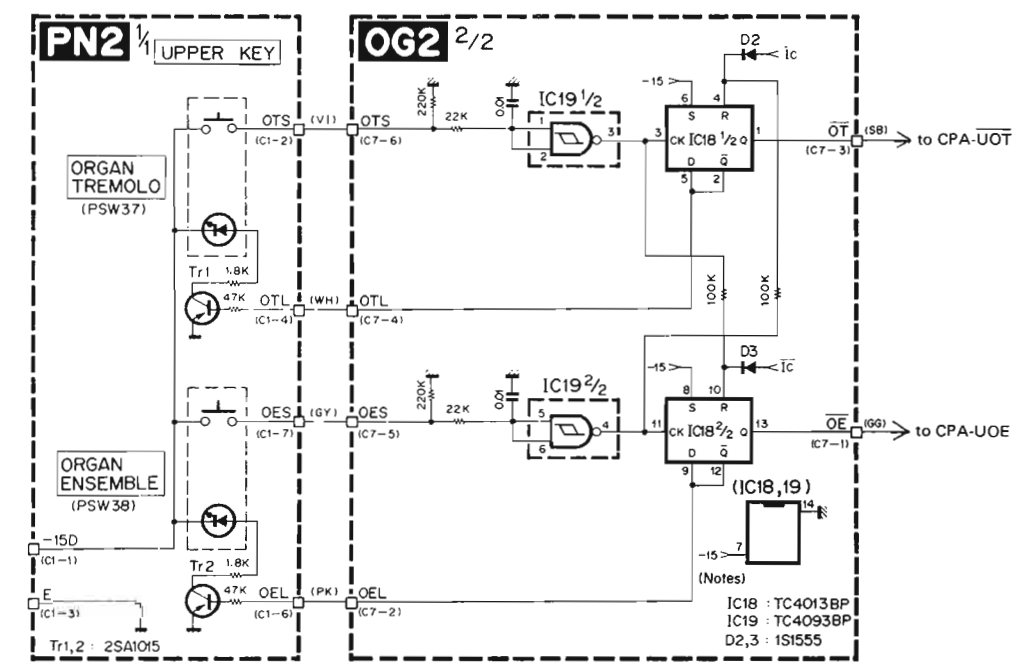 PN2 1/1 UPPER KEY
OG2 2/2
D2
Ic
-15
6
4
220K
22K
0.01
IC19 1/2
1
2
3
3
S
R
CK IC18 1/2 Q
D
Q̅
5
2
1
O̅T̅
(C7-3)
(SB)
to CPA-UO̅T̅
OTS
(C1-2)
(VI)
OTS
(C7-6)
ORGAN
TREMOLO
(PSW37)
Tr1
1.8K
47K
OTL
(C1-4)
(WH)
OTL
(C7-4)
100K
100K
D3
I̅c̅
-15
8
10
220K
22K
0.01
IC19 2/2
5
6
4
11
S
R
CK IC18 2/2 Q
D
Q̅
9
12
13
O̅E̅
(C7-1)
(GG)
to CPA-UOE
OES
(C1-7)
(GY)
OES
(C7-5)
ORGAN
ENSEMBLE
(PSW38)
-15D
(C1-1)
Tr2
1.8K
47K
OEL
(C1-6)
(PK)
OEL
(C7-2)
E
(C1-3)
Tr1,2 : 2SA1015
(IC18,19)
14
-15
7
(Notes)
IC18 : TC4013BP
IC19 : TC4093BP
D2,3 : 1S1555